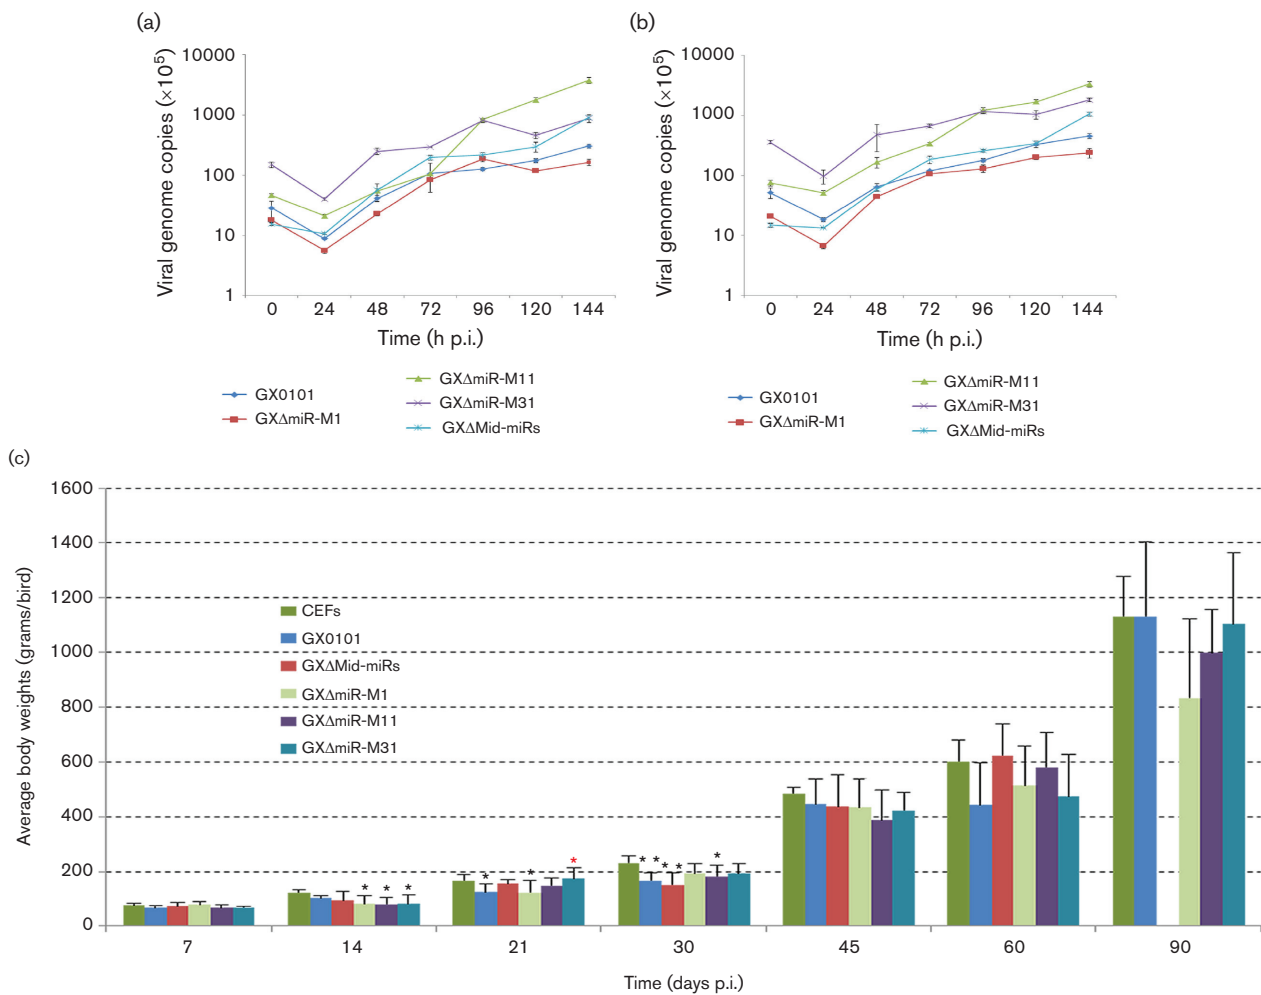 (a)
(b)
Viral genome copies (×10⁵)
10000
1000
100
10
1
0 24 48 72 96 120 144
Time (h p.i.)
GX0101
GXΔmiR-M1
GXΔmiR-M11
GXΔmiR-M31
GXΔMid-miRs
Viral genome copies (×10⁵)
10000
1000
100
10
1
0 24 48 72 96 120 144
Time (h p.i.)
GX0101
GXΔmiR-M1
GXΔmiR-M11
GXΔmiR-M31
GXΔMid-miRs
(c)
Average body weights (grams/bird)
1600
1400
1200
1000
800
600
400
200
0
CEFs
GX0101
GXΔMid-miRs
GXΔmiR-M1
GXΔmiR-M11
GXΔmiR-M31
* * *
* * *
* * * * *
7 14 21 30 45 60 90
Time (days p.i.)